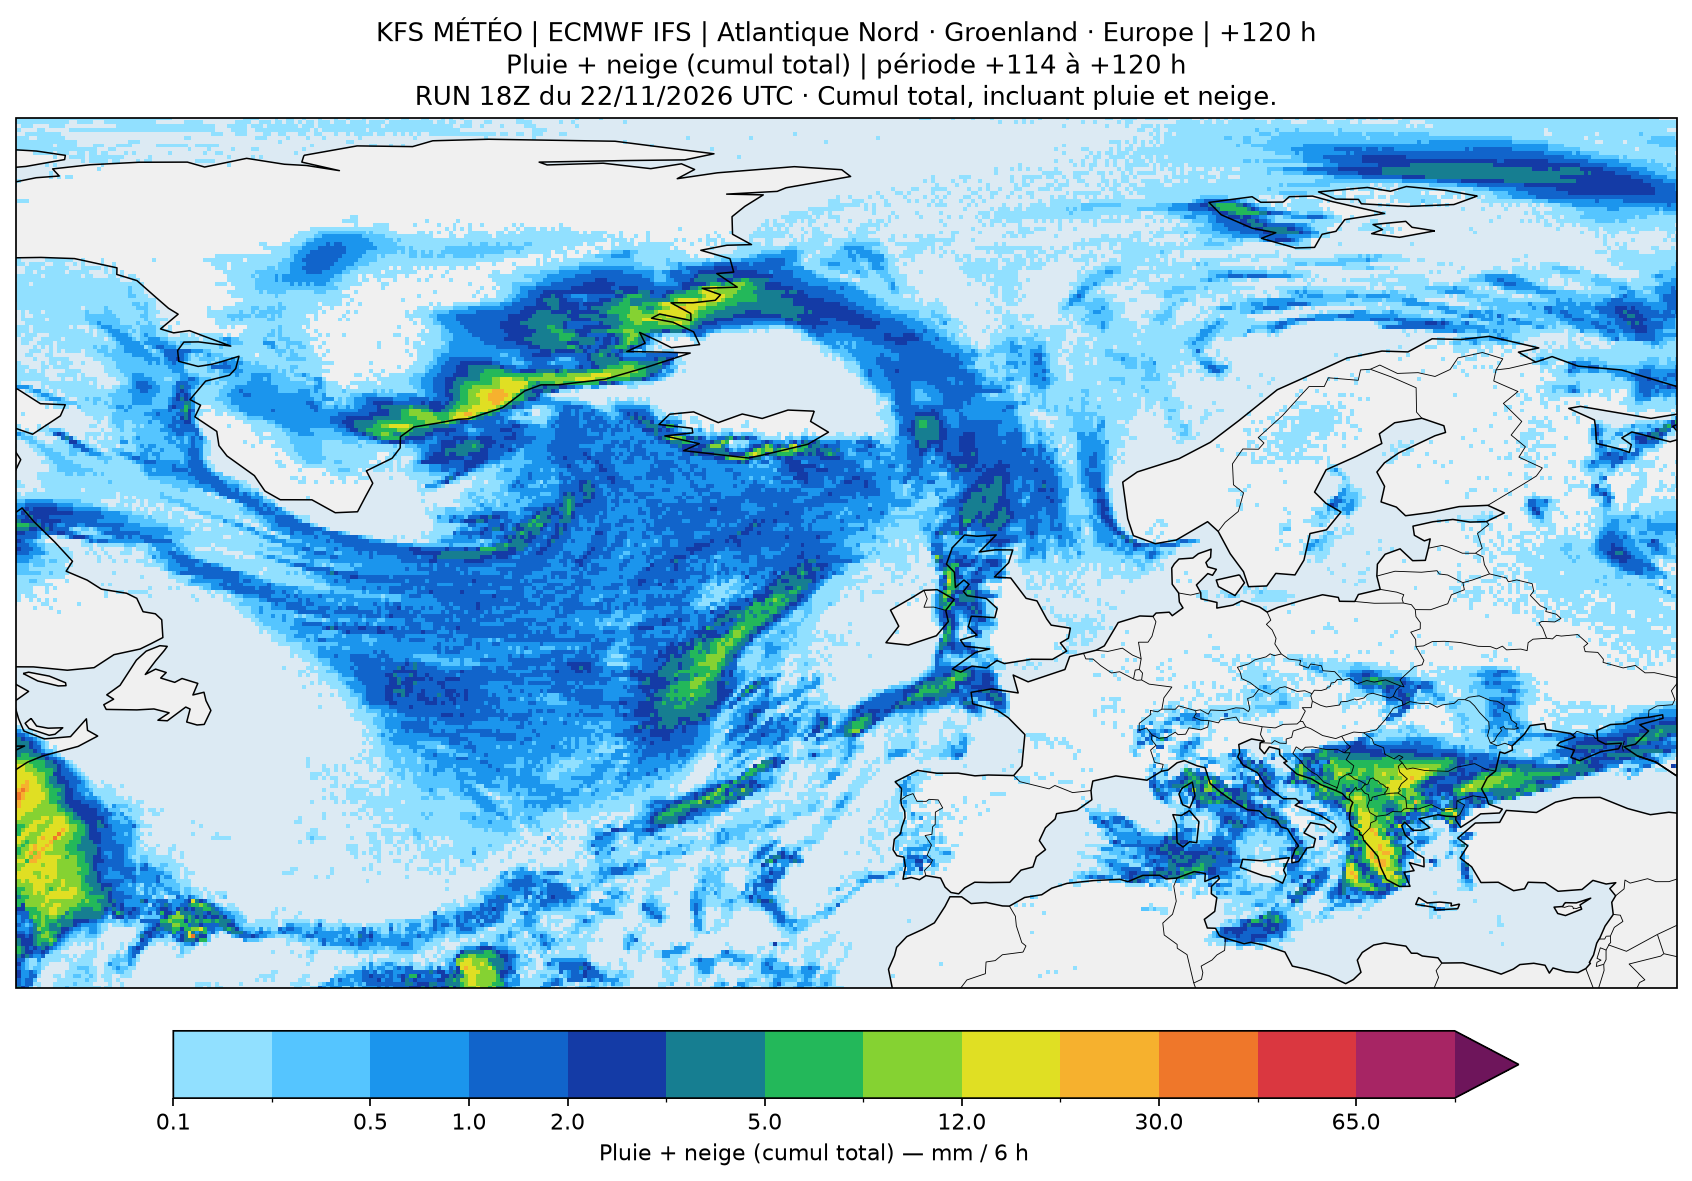 KFS MÉTÉO | ECMWF IFS | Atlantique Nord · Groenland · Europe | +120 h
Pluie + neige (cumul total) | période +114 à +120 h
RUN 18Z du 22/11/2026 UTC · Cumul total, incluant pluie et neige.
0.1 0.5 1.0 2.0 5.0 12.0 30.0 65.0
Pluie + neige (cumul total) — mm / 6 h